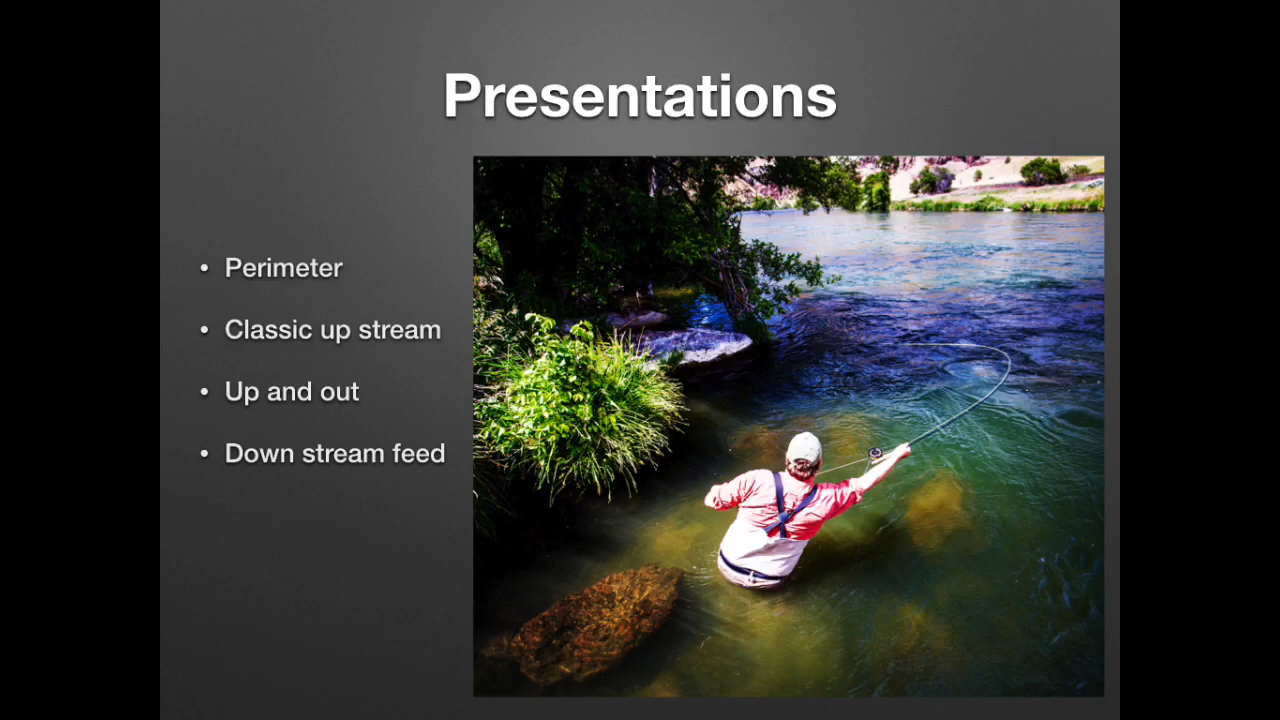 Presentations
• Perimeter
• Classic up stream
• Up and out
• Down stream feed